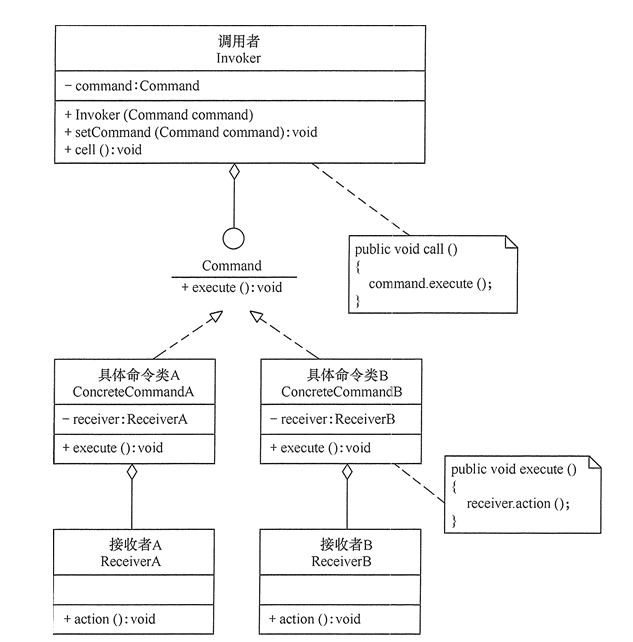 调用者
Invoker
− command:Command
+ Invoker (Command command)
+ setCommand (Command command):void
+ cell ():void
public void call ()
{
command.execute ();
}
Command
+ execute ():void
具体命令类A
ConcreteCommandA
− receiver:ReceiverA
+ execute ():void
具体命令类B
ConcreteCommandB
− receiver:ReceiverB
+ execute ():void
public void execute ()
{
receiver.action ();
}
接收者A
ReceiverA
+ action ():void
接收者B
ReceiverB
+ action ():void